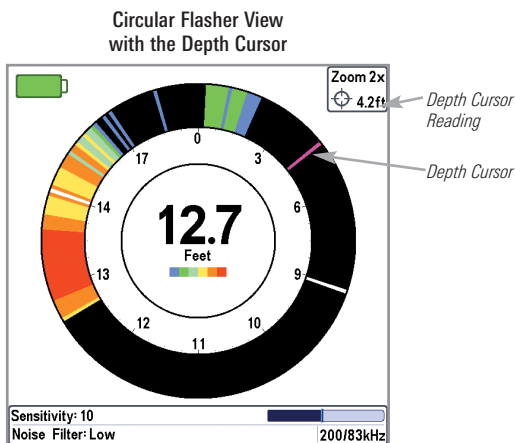 Circular Flasher View
with the Depth Cursor
Zoom 2x
4.2ft
Depth Cursor
Reading
Depth Cursor
0
3
6
9
10
11
12
13
14
17
12.7
Feet
Sensitivity: 10
Noise Filter: Low
200/83kHz